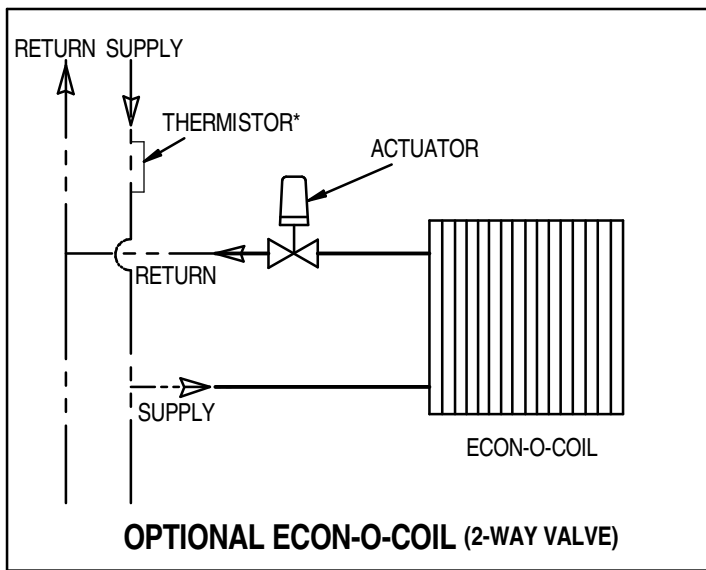 RETURN SUPPLY
THERMISTOR*
ACTUATOR
RETURN
SUPPLY
ECON-O-COIL
OPTIONAL ECON-O-COIL (2-WAY VALVE)